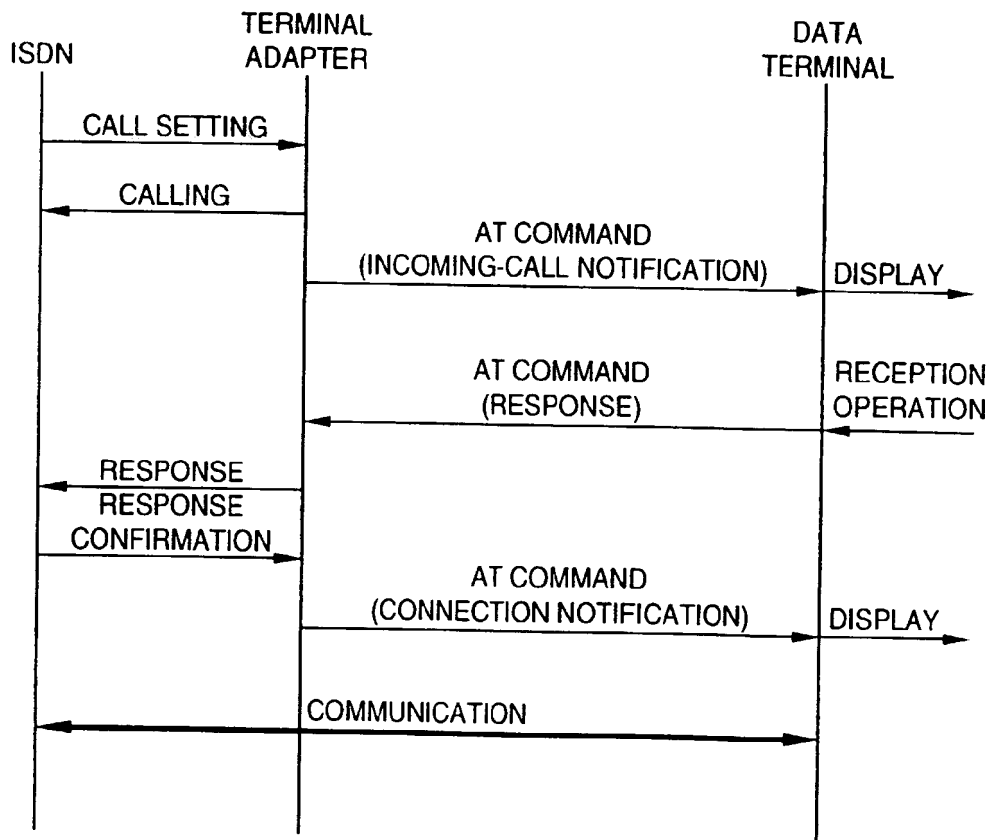 ISDN
TERMINAL
ADAPTER
DATA
TERMINAL
CALL SETTING
CALLING
AT COMMAND
(INCOMING-CALL NOTIFICATION)
DISPLAY
AT COMMAND
(RESPONSE)
RECEPTION
OPERATION
RESPONSE
RESPONSE
CONFIRMATION
AT COMMAND
(CONNECTION NOTIFICATION)
DISPLAY
COMMUNICATION